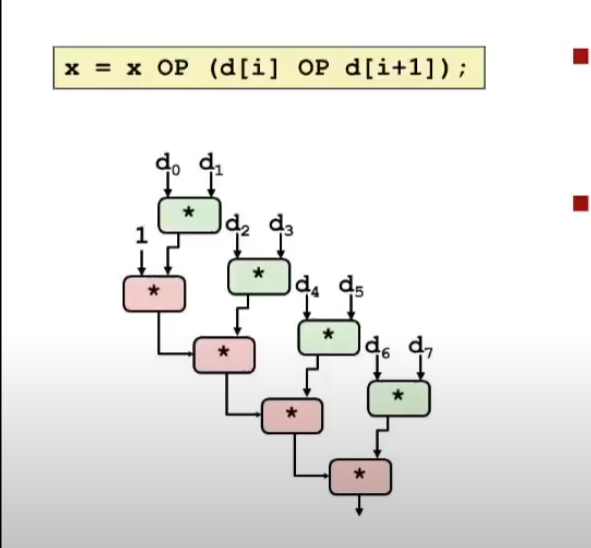 x = x OP (d[i] OP d[i+1]);
d₀ d₁
*
1
d₂ d₃
*
*
d₄ d₅
*
*
d₆ d₇
*
*
*